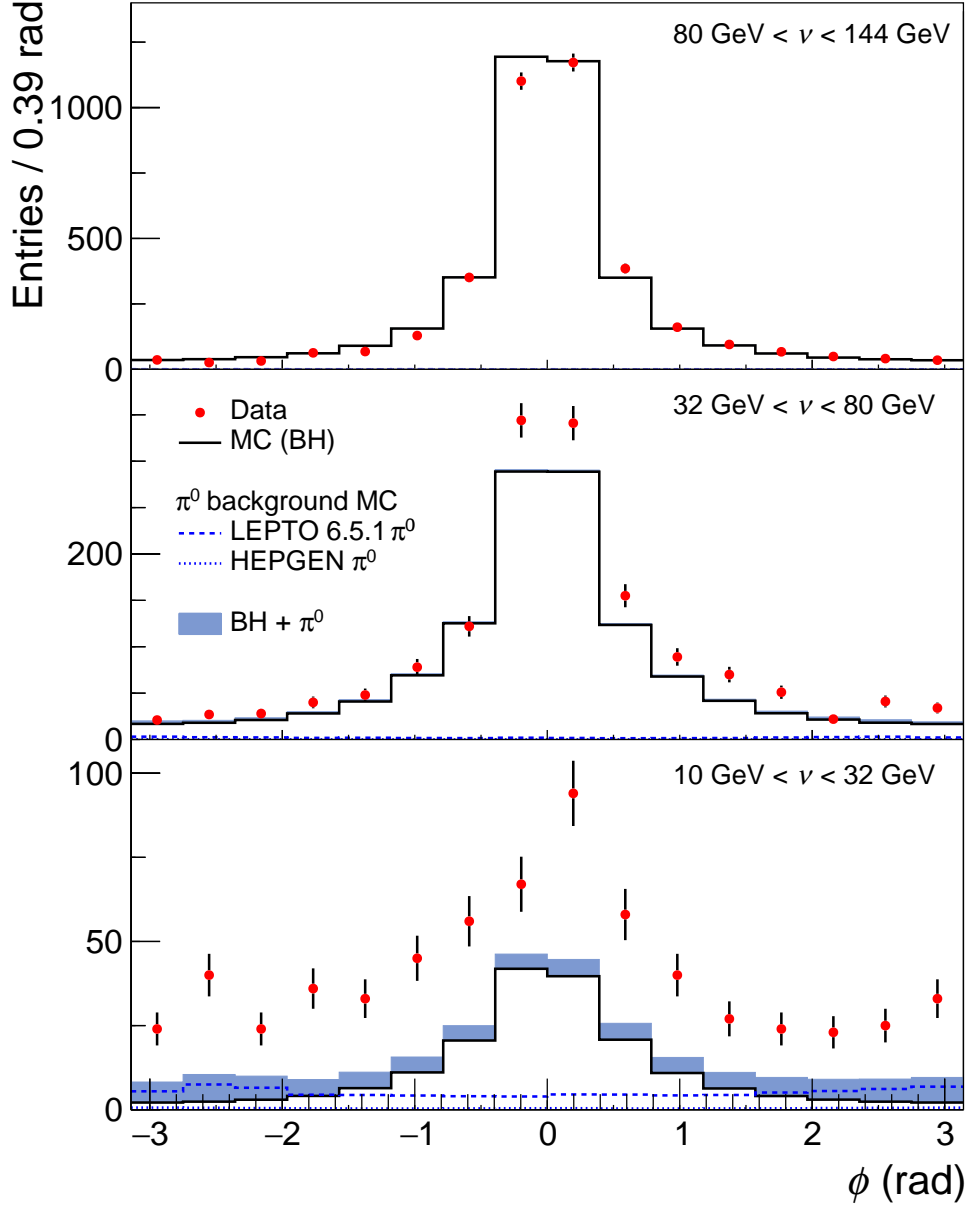 Entries / 0.39 rad
80 GeV < ν < 144 GeV
1000
500
0
32 GeV < ν < 80 GeV
Data
MC (BH)
π⁰ background MC
LEPTO 6.5.1 π⁰
HEPGEN π⁰
BH + π⁰
200
0
10 GeV < ν < 32 GeV
100
50
0
−3 −2 −1 0 1 2 3
ϕ (rad)